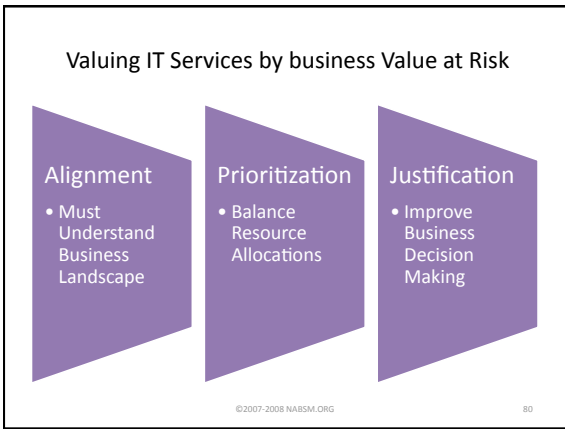 Valuing IT Services by business Value at Risk
Alignment
• Must
Understand
Business
Landscape
Prioritization
• Balance
Resource
Allocations
Justification
• Improve
Business
Decision
Making
©2007-2008 NABSM.ORG
80